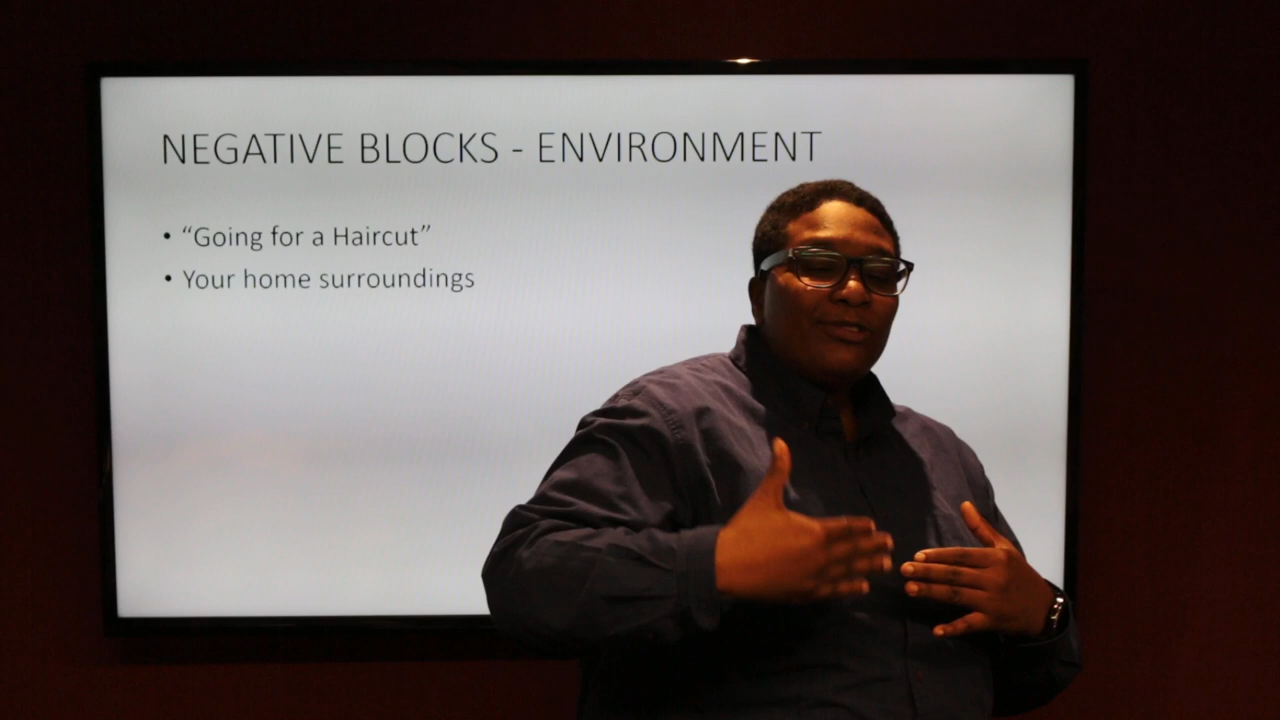 NEGATIVE BLOCKS - ENVIRONMENT
• “Going for a Haircut”
• Your home surroundings